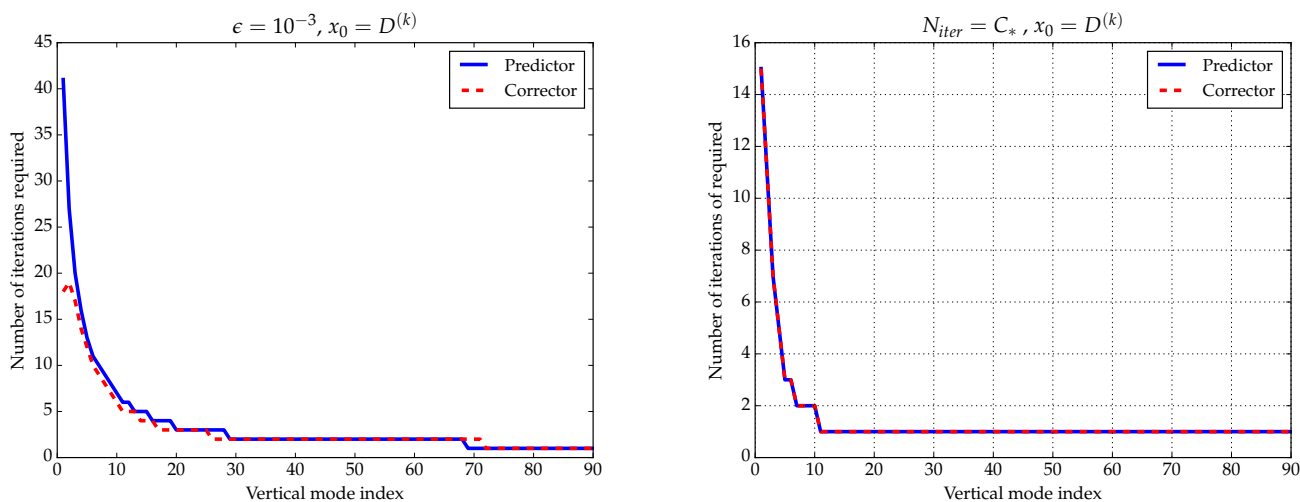 ϵ = 10⁻³, x₀ = D⁽ᵏ⁾
45
40
35
30
25
20
15
10
5
0
Number of iterations required
Predictor
Corrector
0 10 20 30 40 50 60 70 80 90
Vertical mode index
N_iter = C_* , x₀ = D⁽ᵏ⁾
16
14
12
10
8
6
4
2
0
Number of iterations of required
Predictor
Corrector
0 10 20 30 40 50 60 70 80 90
Vertical mode index